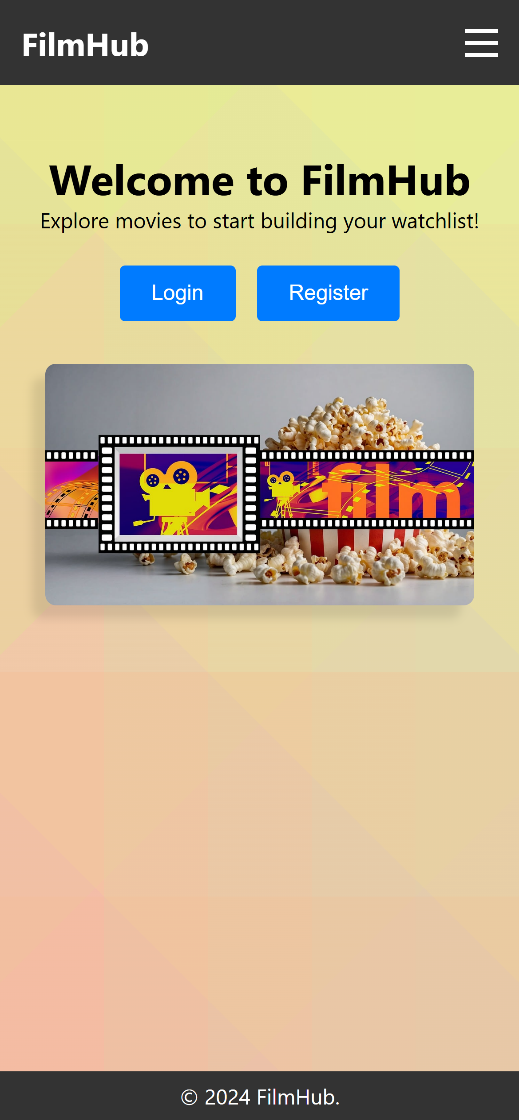 FilmHub
Welcome to FilmHub
Explore movies to start building your watchlist!
Login
Register
film
© 2024 FilmHub.